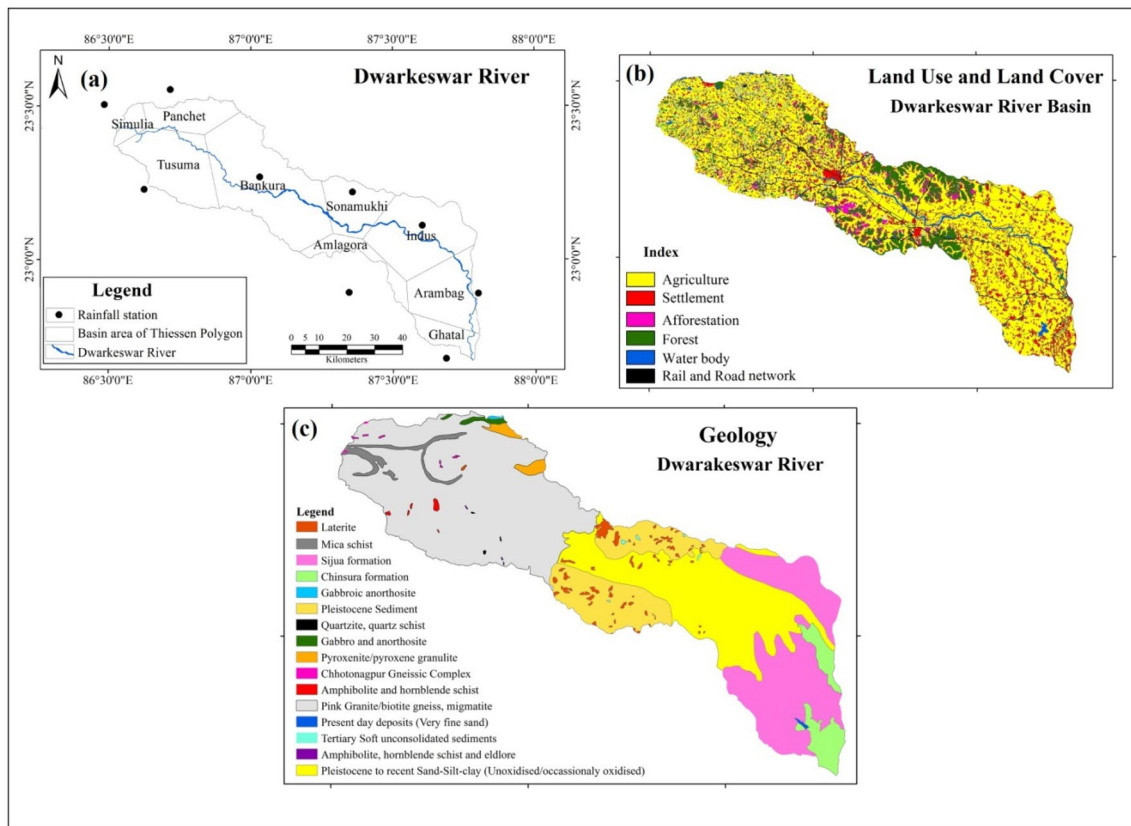 86°30'0"E 87°0'0"E 87°30'0"E 88°0'0"E
N
(a)
Dwarkeswar River
23°30'0"N
23°0'0"N
Simulia
Panchet
Tusuma
Bankura
Sonamukhi
Indus
Amlagora
Arambag
Ghatal
Legend
Rainfall station
Basin area of Thiessen Polygon
Dwarkeswar River
0 5 10 20 30 40
Kilometers
86°30'0"E 87°0'0"E 87°30'0"E 88°0'0"E
(b)
Land Use and Land Cover
Dwarkeswar River Basin
23°30'0"N
23°0'0"N
Index
Agriculture
Settlement
Afforestation
Forest
Water body
Rail and Road network
(c)
Geology
Dwarakeswar River
Legend
Laterite
Mica schist
Sijua formation
Chinsura formation
Gabbroic anorthosite
Pleistocene Sediment
Quartzite, quartz schist
Gabbro and anorthosite
Pyroxenite/pyroxene granulite
Chhotonagpur Gneissic Complex
Amphibolite and hornblende schist
Pink Granite/biotite gneiss, migmatite
Present day deposits (Very fine sand)
Tertiary Soft unconsolidated sediments
Amphibolite, hornblende schist and eldlore
Pleistocene to recent Sand-Silt-clay (Unoxidised/occassionaly oxidised)